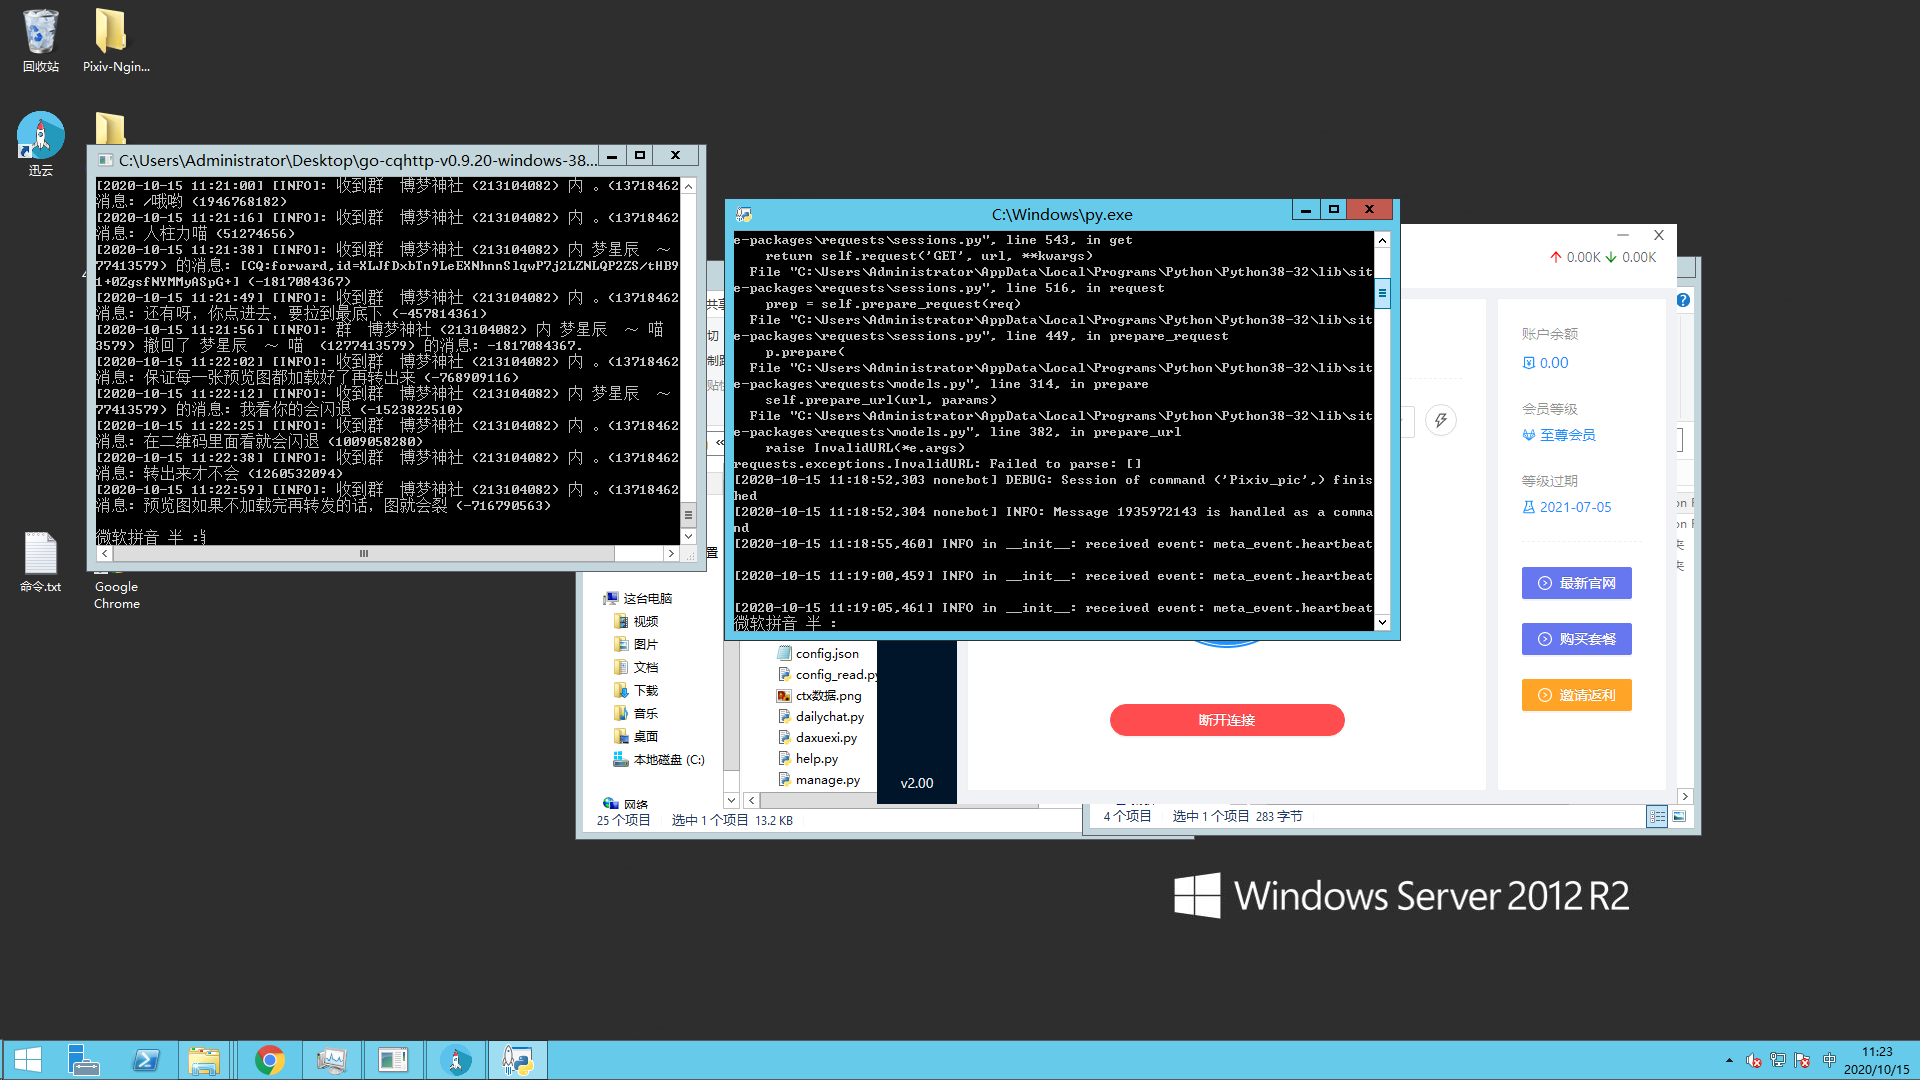 回收站
Pixiv-Ngin...
迅云
命令.txt
Google
Chrome
C:\Users\Administrator\Desktop\go-cqhttp-v0.9.20-windows-38...
[2020-10-15 11:21:00] [INFO]: 收到群 博梦神社 (213104082) 内 。(13718462
消息: /哦哟 (1946768182)
[2020-10-15 11:21:16] [INFO]: 收到群 博梦神社 (213104082) 内 。(13718462
消息: 人柱力喵 (51274656)
[2020-10-15 11:21:38] [INFO]: 收到群 博梦神社 (213104082) 内 梦星辰 ～
77413579) 的消息: [CQ:forward,id=XLJfDxbTn9LeEXNhnnSlqwP7j2LZNLQP2ZS/tHB9
1+0ZgsfNYMMyASpG+] (-1817084367)
[2020-10-15 11:21:49] [INFO]: 收到群 博梦神社 (213104082) 内 。(13718462
消息: 还有呀，你点进去，要拉到最底下 (-457814361)
[2020-10-15 11:21:56] [INFO]: 群 博梦神社 (213104082) 内 梦星辰 ～ 喵
3579) 撤回了 梦星辰 ～ 喵 (1277413579) 的消息: -1817084367.
[2020-10-15 11:22:02] [INFO]: 收到群 博梦神社 (213104082) 内 。(13718462
消息: 保证每一张预览图都加载好了再转出来 (-768909116)
[2020-10-15 11:22:12] [INFO]: 收到群 博梦神社 (213104082) 内 梦星辰 ～
77413579) 的消息: 我看你的会闪退 (-1523822510)
[2020-10-15 11:22:25] [INFO]: 收到群 博梦神社 (213104082) 内 。(13718462
消息: 在二维码里面看就会闪退 (1009058280)
[2020-10-15 11:22:38] [INFO]: 收到群 博梦神社 (213104082) 内 。(13718462
消息: 转出来才不会 (1260532094)
[2020-10-15 11:22:59] [INFO]: 收到群 博梦神社 (213104082) 内 。(13718462
消息: 预览图如果不加载完再转发的话，图就会裂 (-716790563)
微软拼音 半 :
C:\Windows\py.exe
e-packages\requests\sessions.py", line 543, in get
return self.request('GET', url, **kwargs)
File "C:\Users\Administrator\AppData\Local\Programs\Python\Python38-32\lib\sit
e-packages\requests\sessions.py", line 516, in request
prep = self.prepare_request(req)
File "C:\Users\Administrator\AppData\Local\Programs\Python\Python38-32\lib\sit
e-packages\requests\sessions.py", line 449, in prepare_request
p.prepare(
File "C:\Users\Administrator\AppData\Local\Programs\Python\Python38-32\lib\sit
e-packages\requests\models.py", line 314, in prepare
self.prepare_url(url, params)
File "C:\Users\Administrator\AppData\Local\Programs\Python\Python38-32\lib\sit
e-packages\requests\models.py", line 382, in prepare_url
raise InvalidURL(*e.args)
requests.exceptions.InvalidURL: Failed to parse: []
[2020-10-15 11:18:52,303 nonebot] DEBUG: Session of command ('Pixiv_pic',) finis
hed
[2020-10-15 11:18:52,304 nonebot] INFO: Message 1935972143 is handled as a comma
nd
[2020-10-15 11:18:55,460] INFO in __init__: received event: meta_event.heartbeat
[2020-10-15 11:19:00,459] INFO in __init__: received event: meta_event.heartbeat
[2020-10-15 11:19:05,461] INFO in __init__: received event: meta_event.heartbeat
微软拼音 半 :
共享
切
置
这台电脑
视频
图片
文档
下载
音乐
桌面
本地磁盘 (C:)
网络
config.json
config_read.py
ctx数据.png
dailychat.py
daxuexi.py
help.py
manage.py
25 个项目 选中 1 个项目 13.2 KB
v2.00
断开连接
0.00K 0.00K
账户余额
0.00
会员等级
至尊会员
等级过期
2021-07-05
最新官网
购买套餐
邀请返利
4 个项目 选中 1 个项目 283 字节
Windows Server 2012 R2
中
11:23
2020/10/15